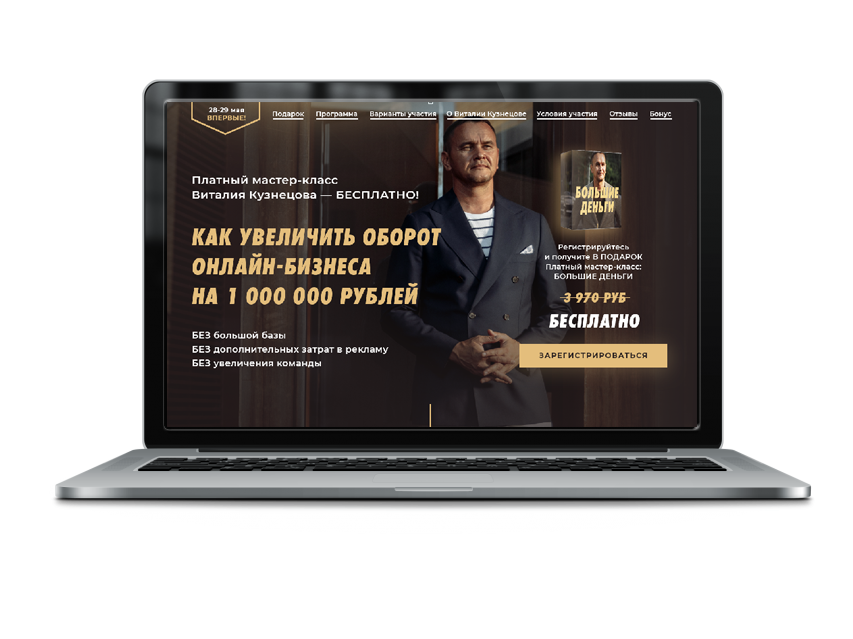 28-29 мая
ВПЕРВЫЕ!
Подарок Программа Варианты участия О Виталии Кузнецове Условия участия Отзывы Бонус
Платный мастер-класс
Виталия Кузнецова — БЕСПЛАТНО!
КАК УВЕЛИЧИТЬ ОБОРОТ
ОНЛАЙН-БИЗНЕСА
НА 1 000 000 РУБЛЕЙ
БЕЗ большой базы
БЕЗ дополнительных затрат в рекламу
БЕЗ увеличения команды
БОЛЬШИЕ
ДЕНЬГИ
Регистрируйтесь
и получите В ПОДАРОК
Платный мастер-класс:
БОЛЬШИЕ ДЕНЬГИ
3 970 РУБ
БЕСПЛАТНО
ЗАРЕГИСТРИРОВАТЬСЯ